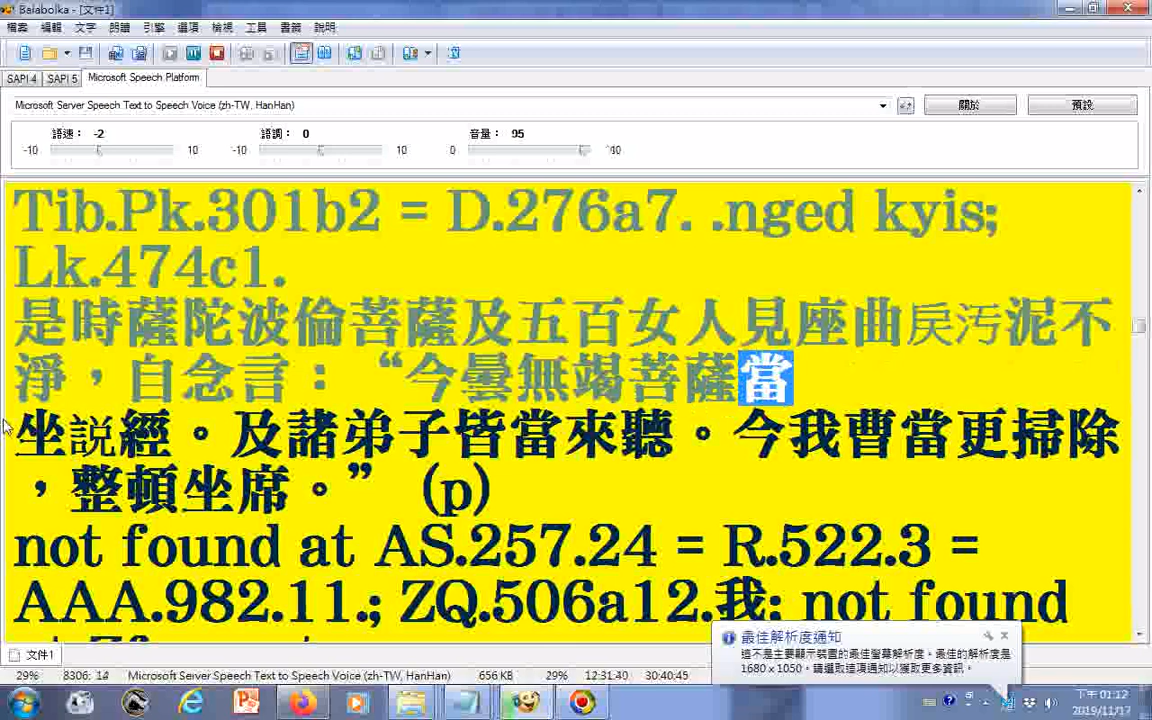 Balabolka - [文件1]
檔案 編輯 文字 朗讀 引擎 選項 檢視 工具 書籤 說明
SAPI 4 SAPI 5 Microsoft Speech Platform
Microsoft Server Speech Text to Speech Voice (zh-TW, HanHan) 關於 預設
語速： -2 語調： 0 音量： 95
-10 10 -10 10 0 100
Tib.Pk.301b2 = D.276a7. .nged kyis;
Lk.474c1.
是時薩陀波倫菩薩及五百女人見座曲戾污泥不
淨，自念言：“今曇無竭菩薩當
坐説經。及諸弟子皆當來聽。今我曹當更掃除
，整頓坐席。” (p)
not found at AS.257.24 = R.522.3 =
AAA.982.11.; ZQ.506a12.我; not found
最佳解析度通知
這不是主要顯示裝置的最佳螢幕解析度。最佳的解析度是
1680 x 1050。請選取這項通知以獲取更多資訊。
文件1
29% 8306: 14 Microsoft Server Speech Text to Speech Voice (zh-TW, HanHan) 656 KB 29% 12:31:40 30:40:45
下午 01:12
2019/11/17